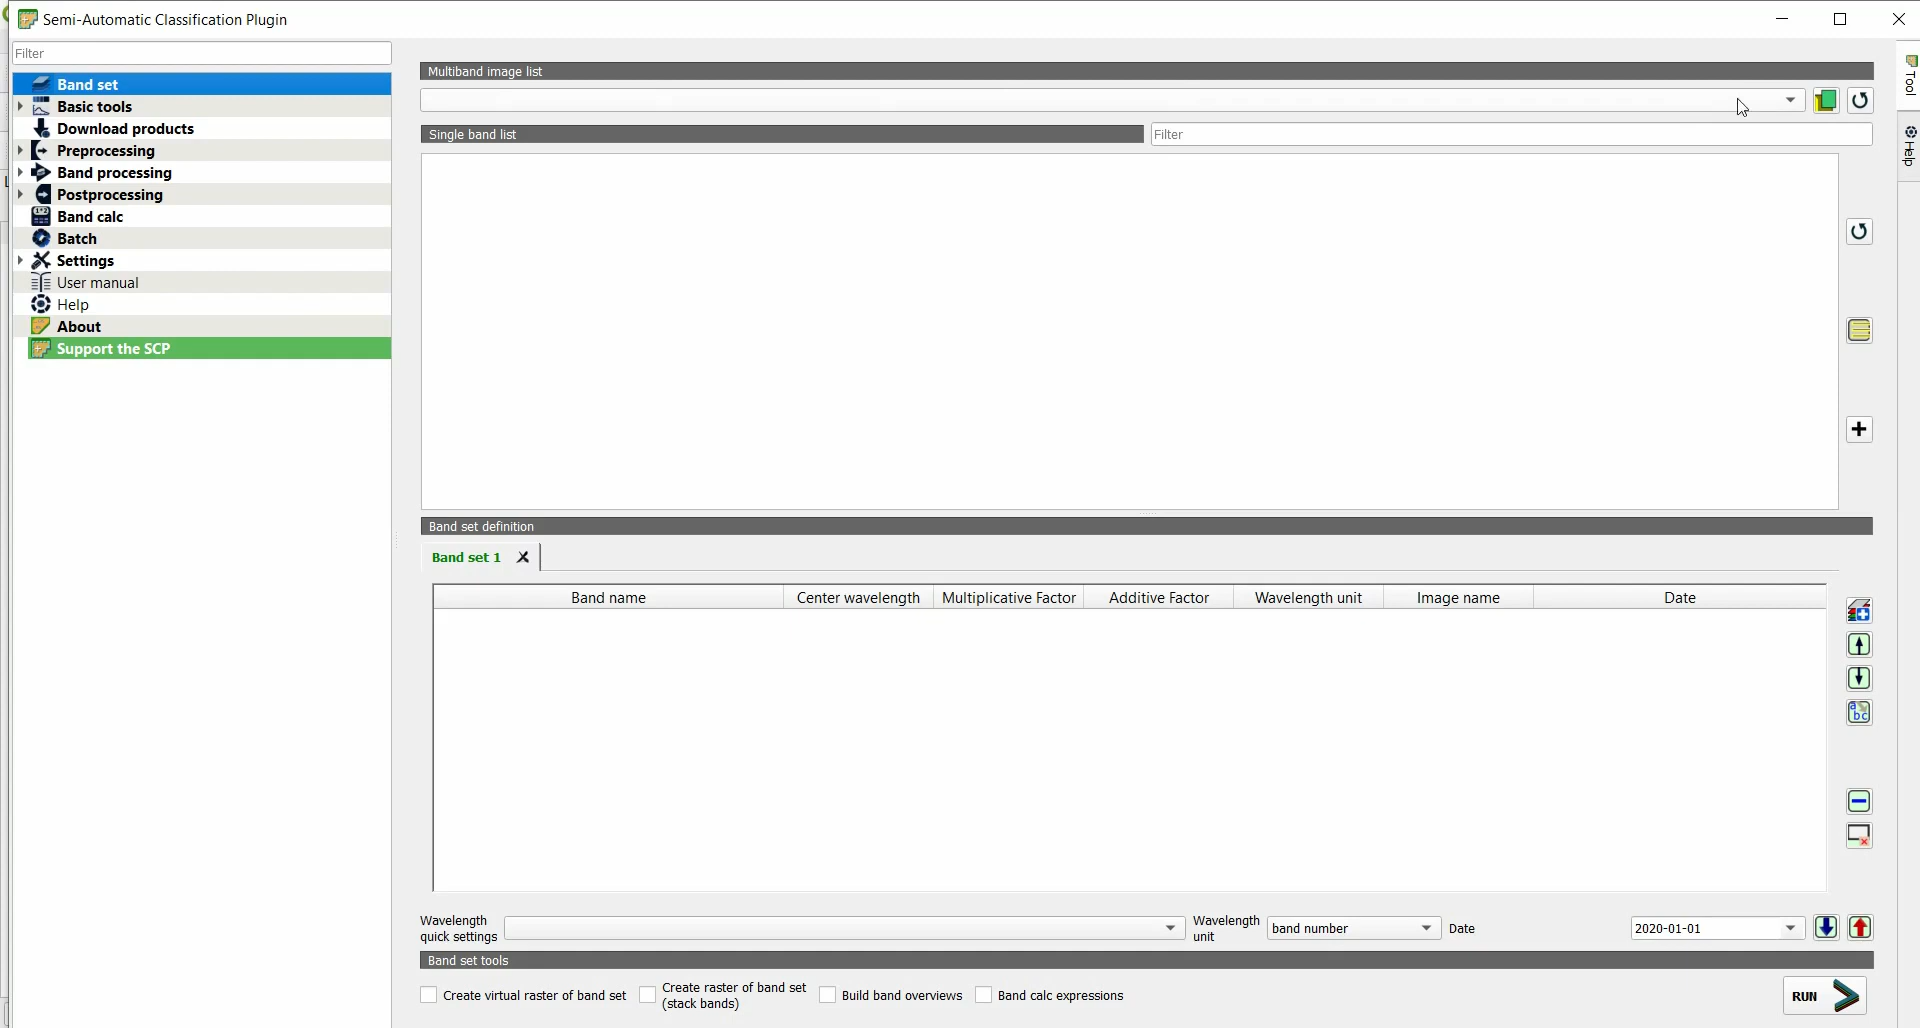 Semi-Automatic Classification Plugin
Filter
Band set
Basic tools
Download products
Preprocessing
Band processing
Postprocessing
Band calc
Batch
Settings
User manual
Help
About
Support the SCP
Multiband image list
Single band list
Filter
Band set definition
Band set 1
Band name Center wavelength Multiplicative Factor Additive Factor Wavelength unit Image name Date
Wavelength
quick settings
Wavelength
unit
band number
Date
2020-01-01
Band set tools
Create virtual raster of band set
Create raster of band set
(stack bands)
Build band overviews
Band calc expressions
RUN
Tool
Help